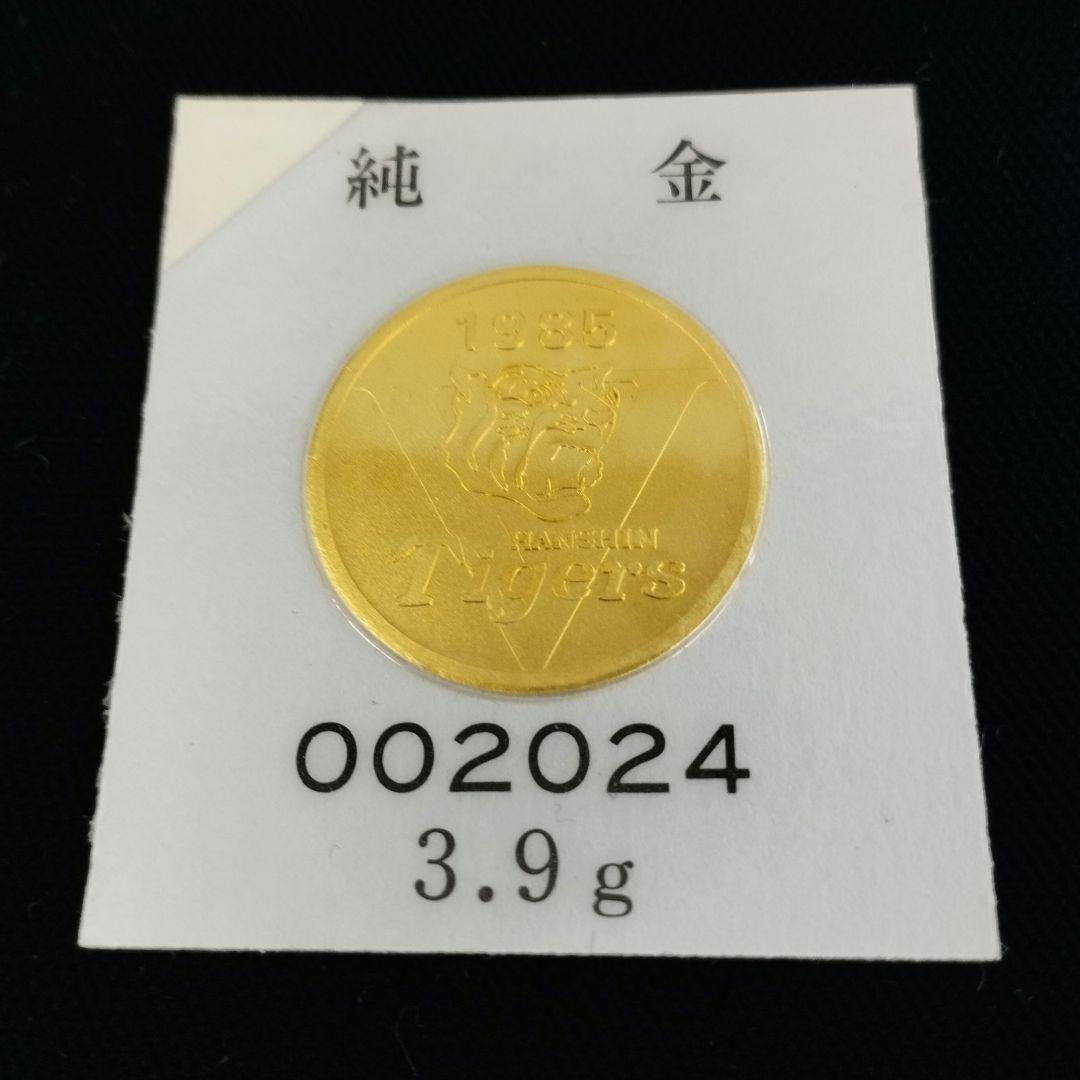 純 金
1985
HANSHIN
Tigers
002024
3.9g